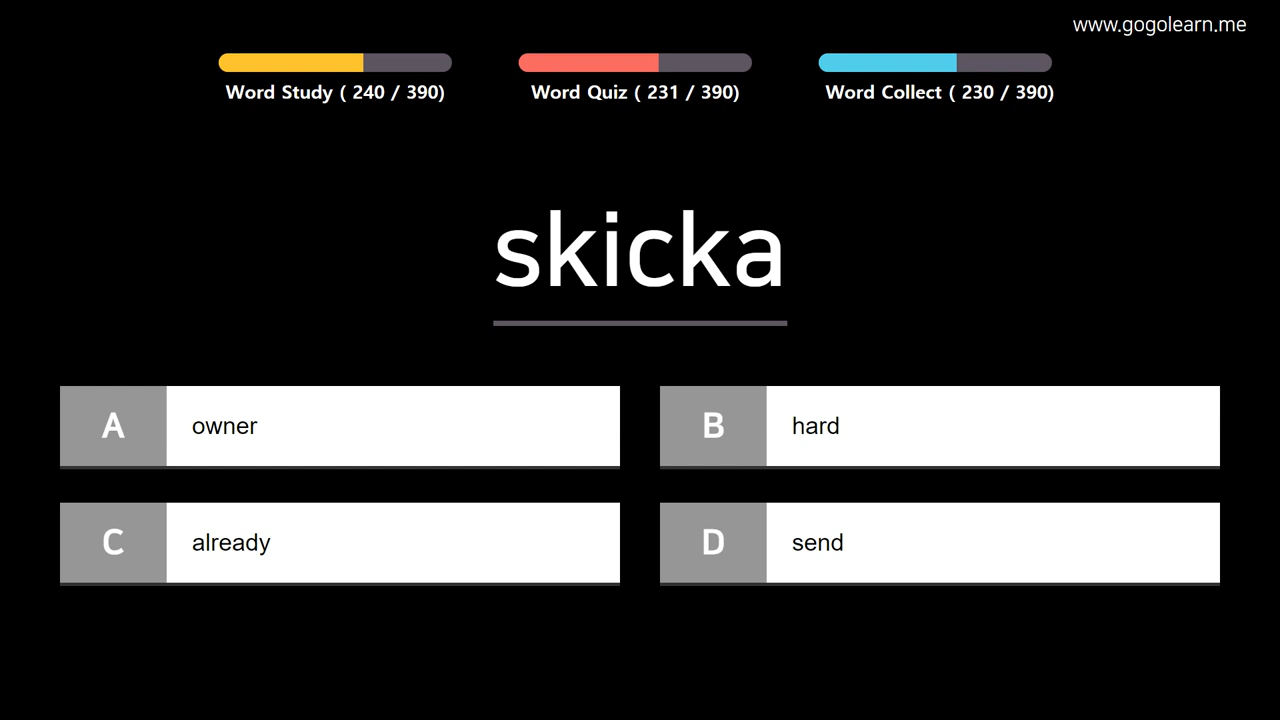 www.gogolearn.me
Word Study ( 240 / 390)
Word Quiz ( 231 / 390)
Word Collect ( 230 / 390)
skicka
A owner
B hard
C already
D send